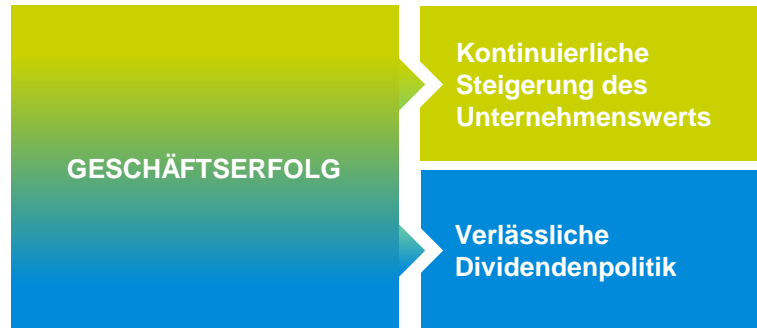 GESCHÄFTSERFOLG
Kontinuierliche
Steigerung des
Unternehmenswerts
Verlässliche
Dividendenpolitik